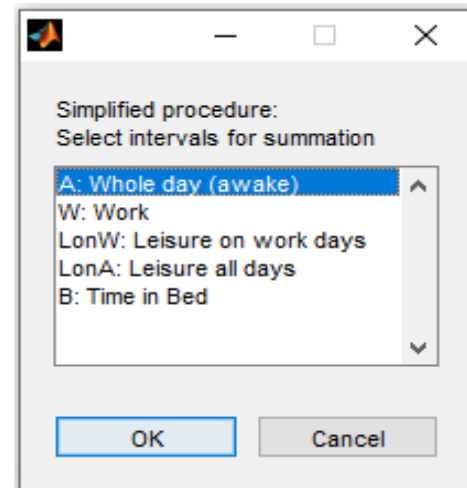 Simplified procedure:
Select intervals for summation
A: Whole day (awake)
W: Work
LonW: Leisure on work days
LonA: Leisure all days
B: Time in Bed
OK
Cancel